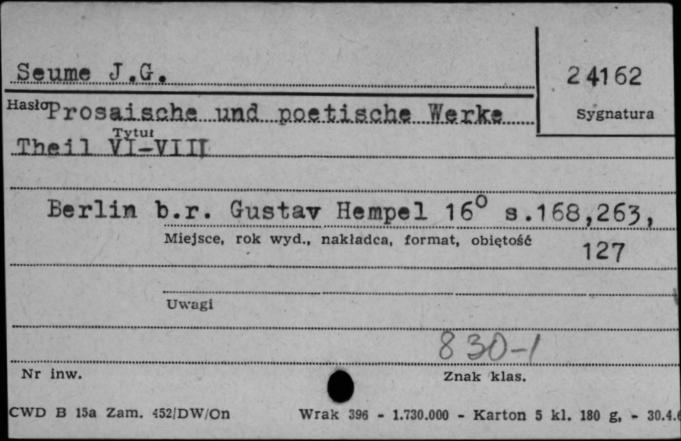 Seume J.G.
24162
Hasło
Prosaische und poetische Werke
Sygnatura
Tytuł
Theil VI-VIII
Berlin b.r. Gustav Hempel 16° s.168,263,
Miejsce, rok wyd., nakładca, format, objętość
127
Uwagi
830-1
Nr inw.
Znak klas.
CWD B 15a Zam. 452/DW/On Wrak 396 - 1.730.000 - Karton 5 kl. 180 g, - 30.4.